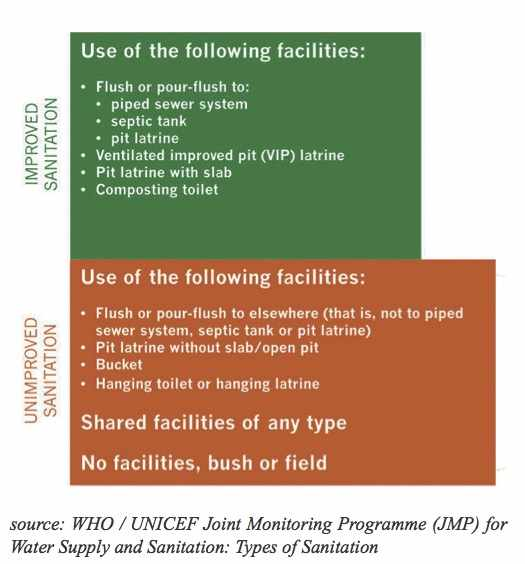 IMPROVED
SANITATION
Use of the following facilities:
• Flush or pour-flush to:
• piped sewer system
• septic tank
• pit latrine
• Ventilated improved pit (VIP) latrine
• Pit latrine with slab
• Composting toilet
UNIMPROVED
SANITATION
Use of the following facilities:
• Flush or pour-flush to elsewhere (that is, not to piped
sewer system, septic tank or pit latrine)
• Pit latrine without slab/open pit
• Bucket
• Hanging toilet or hanging latrine
Shared facilities of any type
No facilities, bush or field
source: WHO / UNICEF Joint Monitoring Programme (JMP) for
Water Supply and Sanitation: Types of Sanitation